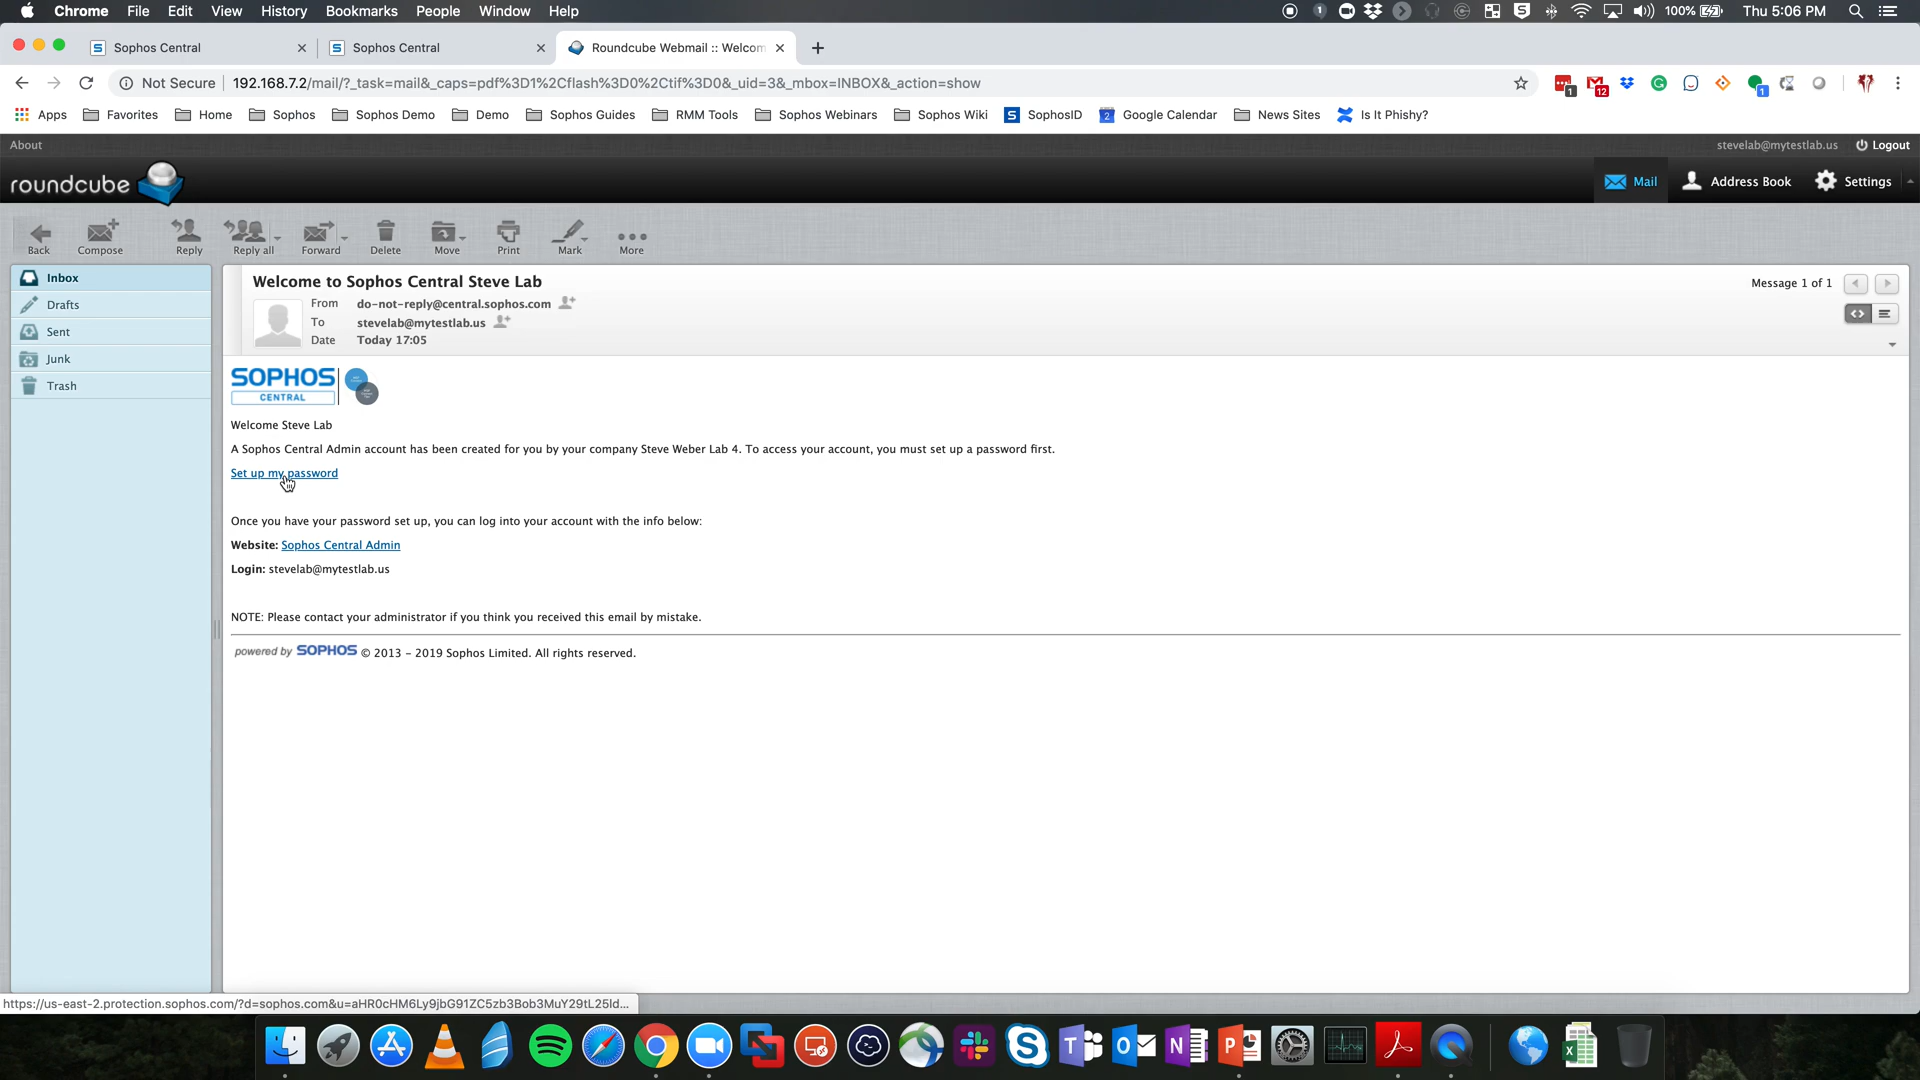 Chrome File Edit View History Bookmarks People Window Help 100% Thu 5:06 PM
Sophos Central Sophos Central Roundcube Webmail :: Welcom
Not Secure 192.168.7.2/mail/?_task=mail&_caps=pdf%3D1%2Cflash%3D0%2Ctif%3D0&_uid=3&_mbox=INBOX&_action=show
Apps Favorites Home Sophos Sophos Demo Demo Sophos Guides RMM Tools Sophos Webinars Sophos Wiki SophosID Google Calendar News Sites Is It Phishy?
About stevelab@mytestlab.us Logout
roundcube Mail Address Book Settings
Back Compose Reply Reply all Forward Delete Move Print Mark More
Inbox
Drafts
Sent
Junk
Trash
Welcome to Sophos Central Steve Lab Message 1 of 1
From do-not-reply@central.sophos.com
To stevelab@mytestlab.us
Date Today 17:05
SOPHOS
CENTRAL
Welcome Steve Lab
A Sophos Central Admin account has been created for you by your company Steve Weber Lab 4. To access your account, you must set up a password first.
Set up my password
Once you have your password set up, you can log into your account with the info below:
Website: Sophos Central Admin
Login: stevelab@mytestlab.us
NOTE: Please contact your administrator if you think you received this email by mistake.
powered by SOPHOS © 2013 – 2019 Sophos Limited. All rights reserved.